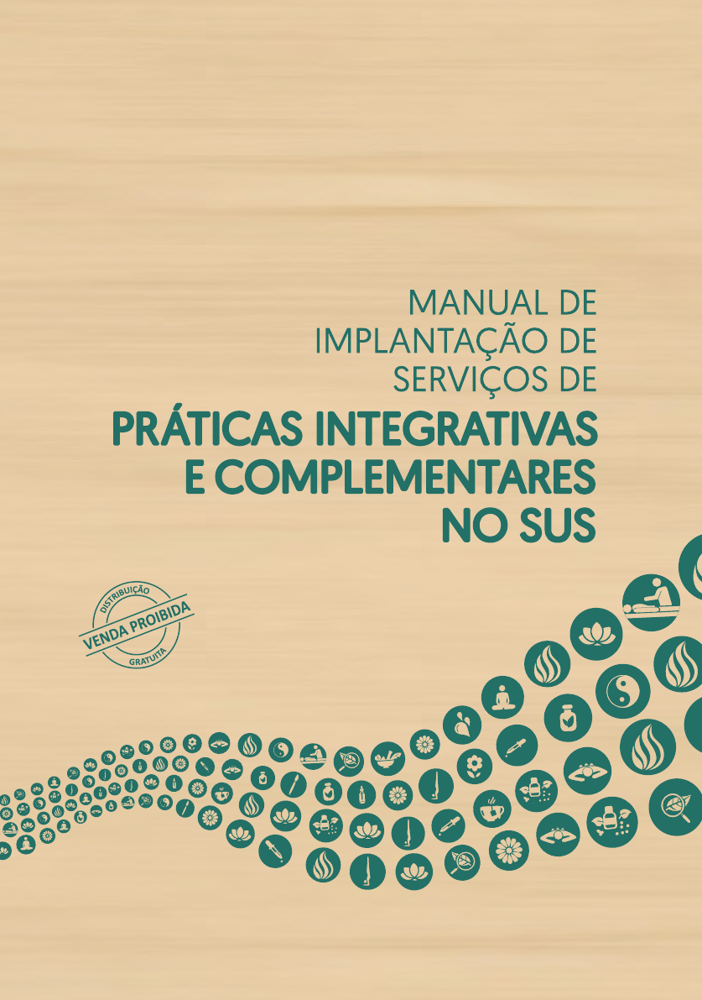 MANUAL DE
IMPLANTAÇÃO DE
SERVIÇOS DE
PRÁTICAS INTEGRATIVAS
E COMPLEMENTARES
NO SUS
DISTRIBUIÇÃO
VENDA PROIBIDA
GRATUITA